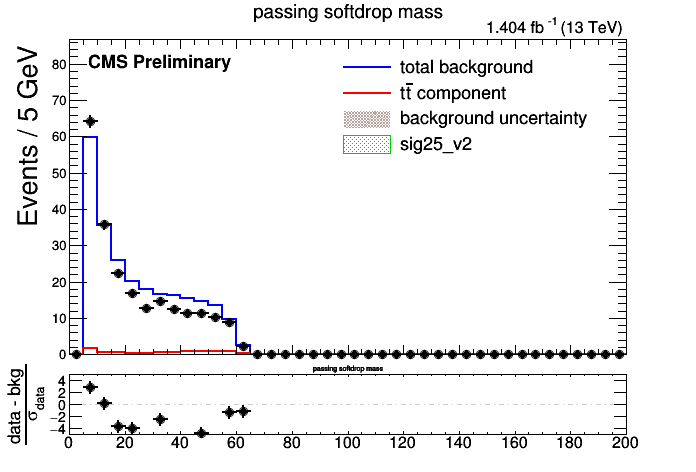 passing softdrop mass
1.404 fb⁻¹ (13 TeV)
CMS Preliminary
total background
tt̄ component
background uncertainty
sig25_v2
Events / 5 GeV
80
70
60
50
40
30
20
10
0
passing softdrop mass
data - bkg
σ_data
4
2
0
−2
−4
0 20 40 60 80 100 120 140 160 180 200